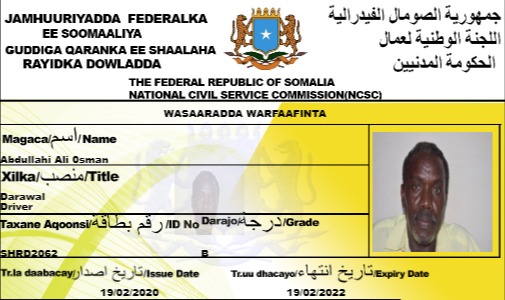 JAMHUURIYADDA FEDERALKA
EE SOOMAALIYA
GUDDIGA QARANKA EE SHAALAHA
RAYIDKA DOWLADDA
جمهورية الصومال الفيدرالية
اللجنة الوطنية لعمال
الحكومة المدنيين
THE FEDERAL REPUBLIC OF SOMALIA
NATIONAL CIVIL SERVICE COMMISSION(NCSC)
WASAARADDA WARFAAFINTA
Magaca/اسم/Name
Abdullahi Ali Osman
Xilka/منصب/Title
Darawal
Driver
Taxane Aqoonsi/رقم بطاقة/ID No Darajo/درجة/Grade
SHRD2062 B
Tr.la daabacay/تاريخ اصدار/Issue Date Tr.uu dhacayo/تاريخ انتهاء/Expiry Date
19/02/2020 19/02/2022